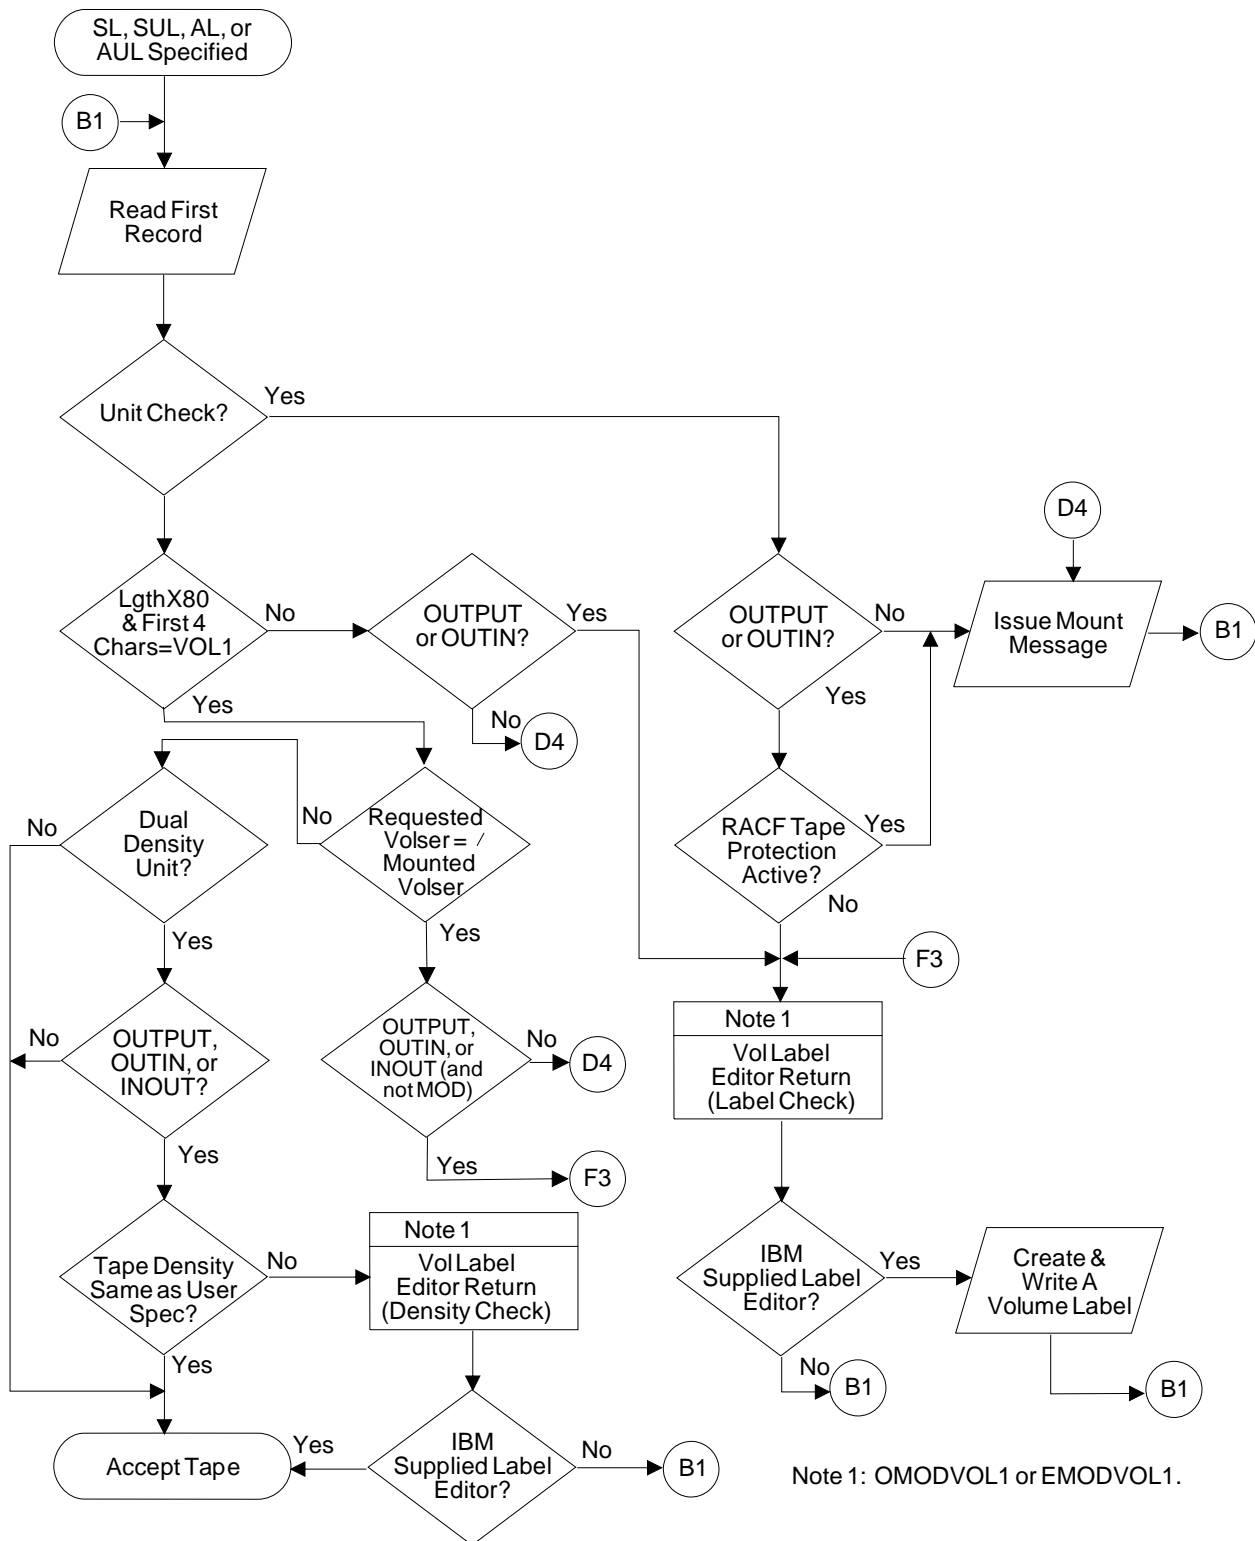 SL, SUL, AL, or
AUL Specified
B1
Read First
Record
Unit Check?
Yes
D4
LgthX80
& First 4
Chars=VOL1
No
OUTPUT
or OUTIN?
Yes
OUTPUT
or OUTIN?
No
Issue Mount
Message
B1
Yes
No
D4
Yes
No
Dual
Density
Unit?
No
Requested
Volser = /
Mounted
Volser
RACF Tape
Protection
Active?
Yes
No
Yes
Yes
F3
No
OUTPUT,
OUTIN, or
INOUT?
OUTPUT,
OUTIN, or
INOUT (and
not MOD)
No
D4
Note 1
Vol Label
Editor Return
(Label Check)
Yes
Yes
F3
Tape Density
Same as User
Spec?
No
Note 1
Vol Label
Editor Return
(Density Check)
IBM
Supplied Label
Editor?
Yes
Create &
Write A
Volume Label
Yes
No
B1
B1
Accept Tape
Yes
IBM
Supplied Label
Editor?
No
B1
Note 1: OMODVOL1 or EMODVOL1.